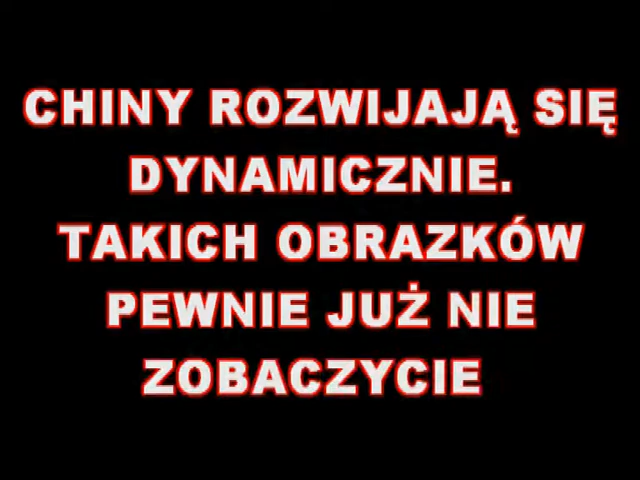 CHINY ROZWIJAJĄ SIĘ
DYNAMICZNIE.
TAKICH OBRAZKÓW
PEWNIE JUŻ NIE
ZOBACZYCIE